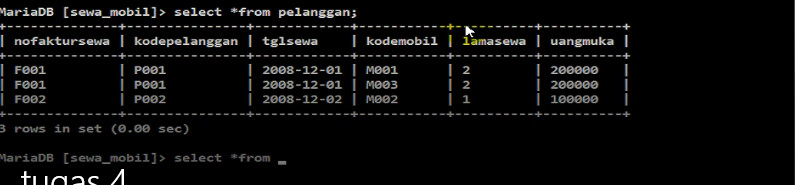 MariaDB [sewa_mobil]> select *from pelanggan;
+--------------+---------------+------------+-----------+----------+----------+
| nofaktursewa | kodepelanggan | tglsewa | kodemobil | lamasewa | uangmuka |
+--------------+---------------+------------+-----------+----------+----------+
| F001 | P001 | 2008-12-01 | M001 | 2 | 200000 |
| F001 | P001 | 2008-12-01 | M003 | 2 | 200000 |
| F002 | P002 | 2008-12-02 | M002 | 1 | 100000 |
+--------------+---------------+------------+-----------+----------+----------+
3 rows in set (0.00 sec)
MariaDB [sewa_mobil]> select *from _
tugas 4